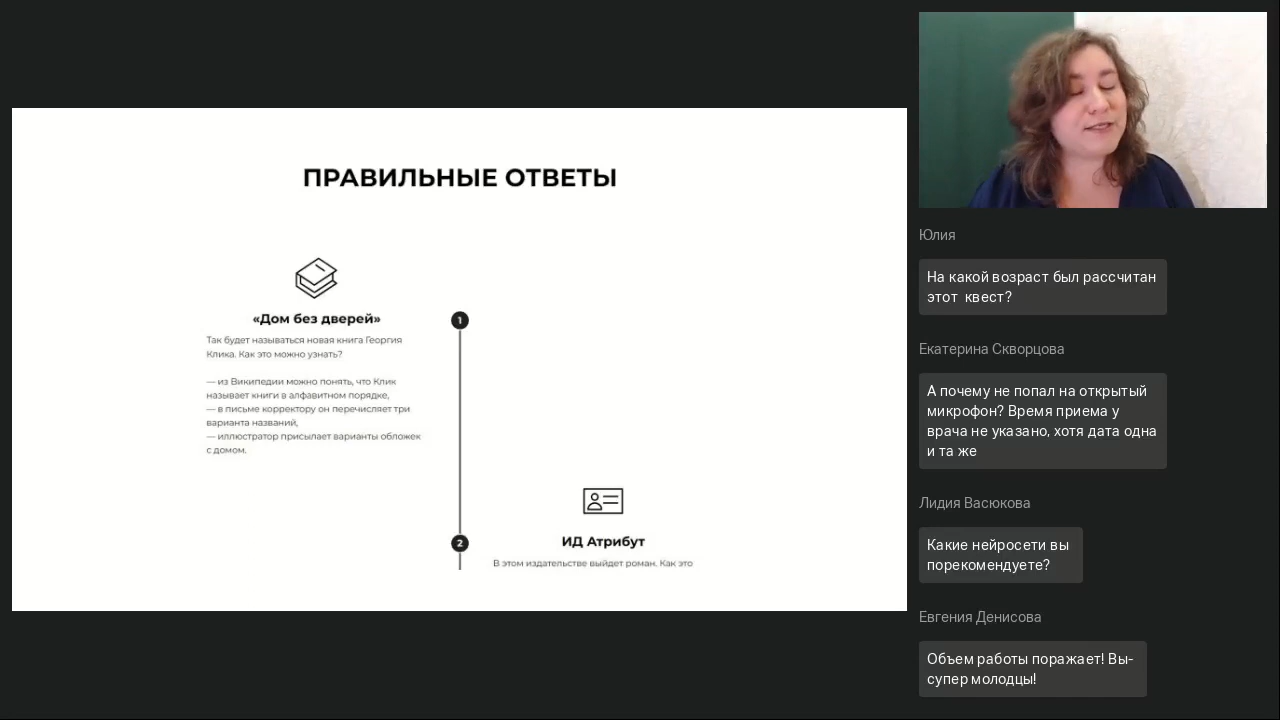 ПРАВИЛЬНЫЕ ОТВЕТЫ
«Дом без дверей»
1
Так будет называться новая книга Георгия
Клика. Как это можно узнать?
— из Википедии можно понять, что Клик
называет книги в алфавитном порядке,
— в письме корректору он перечисляет три
варианта названий,
— иллюстратор присылает варианты обложек
с домом.
2
ИД Атрибут
В этом издательстве выйдет роман. Как это
Юлия
На какой возраст был рассчитан
этот квест?
Екатерина Скворцова
А почему не попал на открытый
микрофон? Время приема у
врача не указано, хотя дата одна
и та же
Лидия Васюкова
Какие нейросети вы
порекомендуете?
Евгения Денисова
Объем работы поражает! Вы-
супер молодцы!